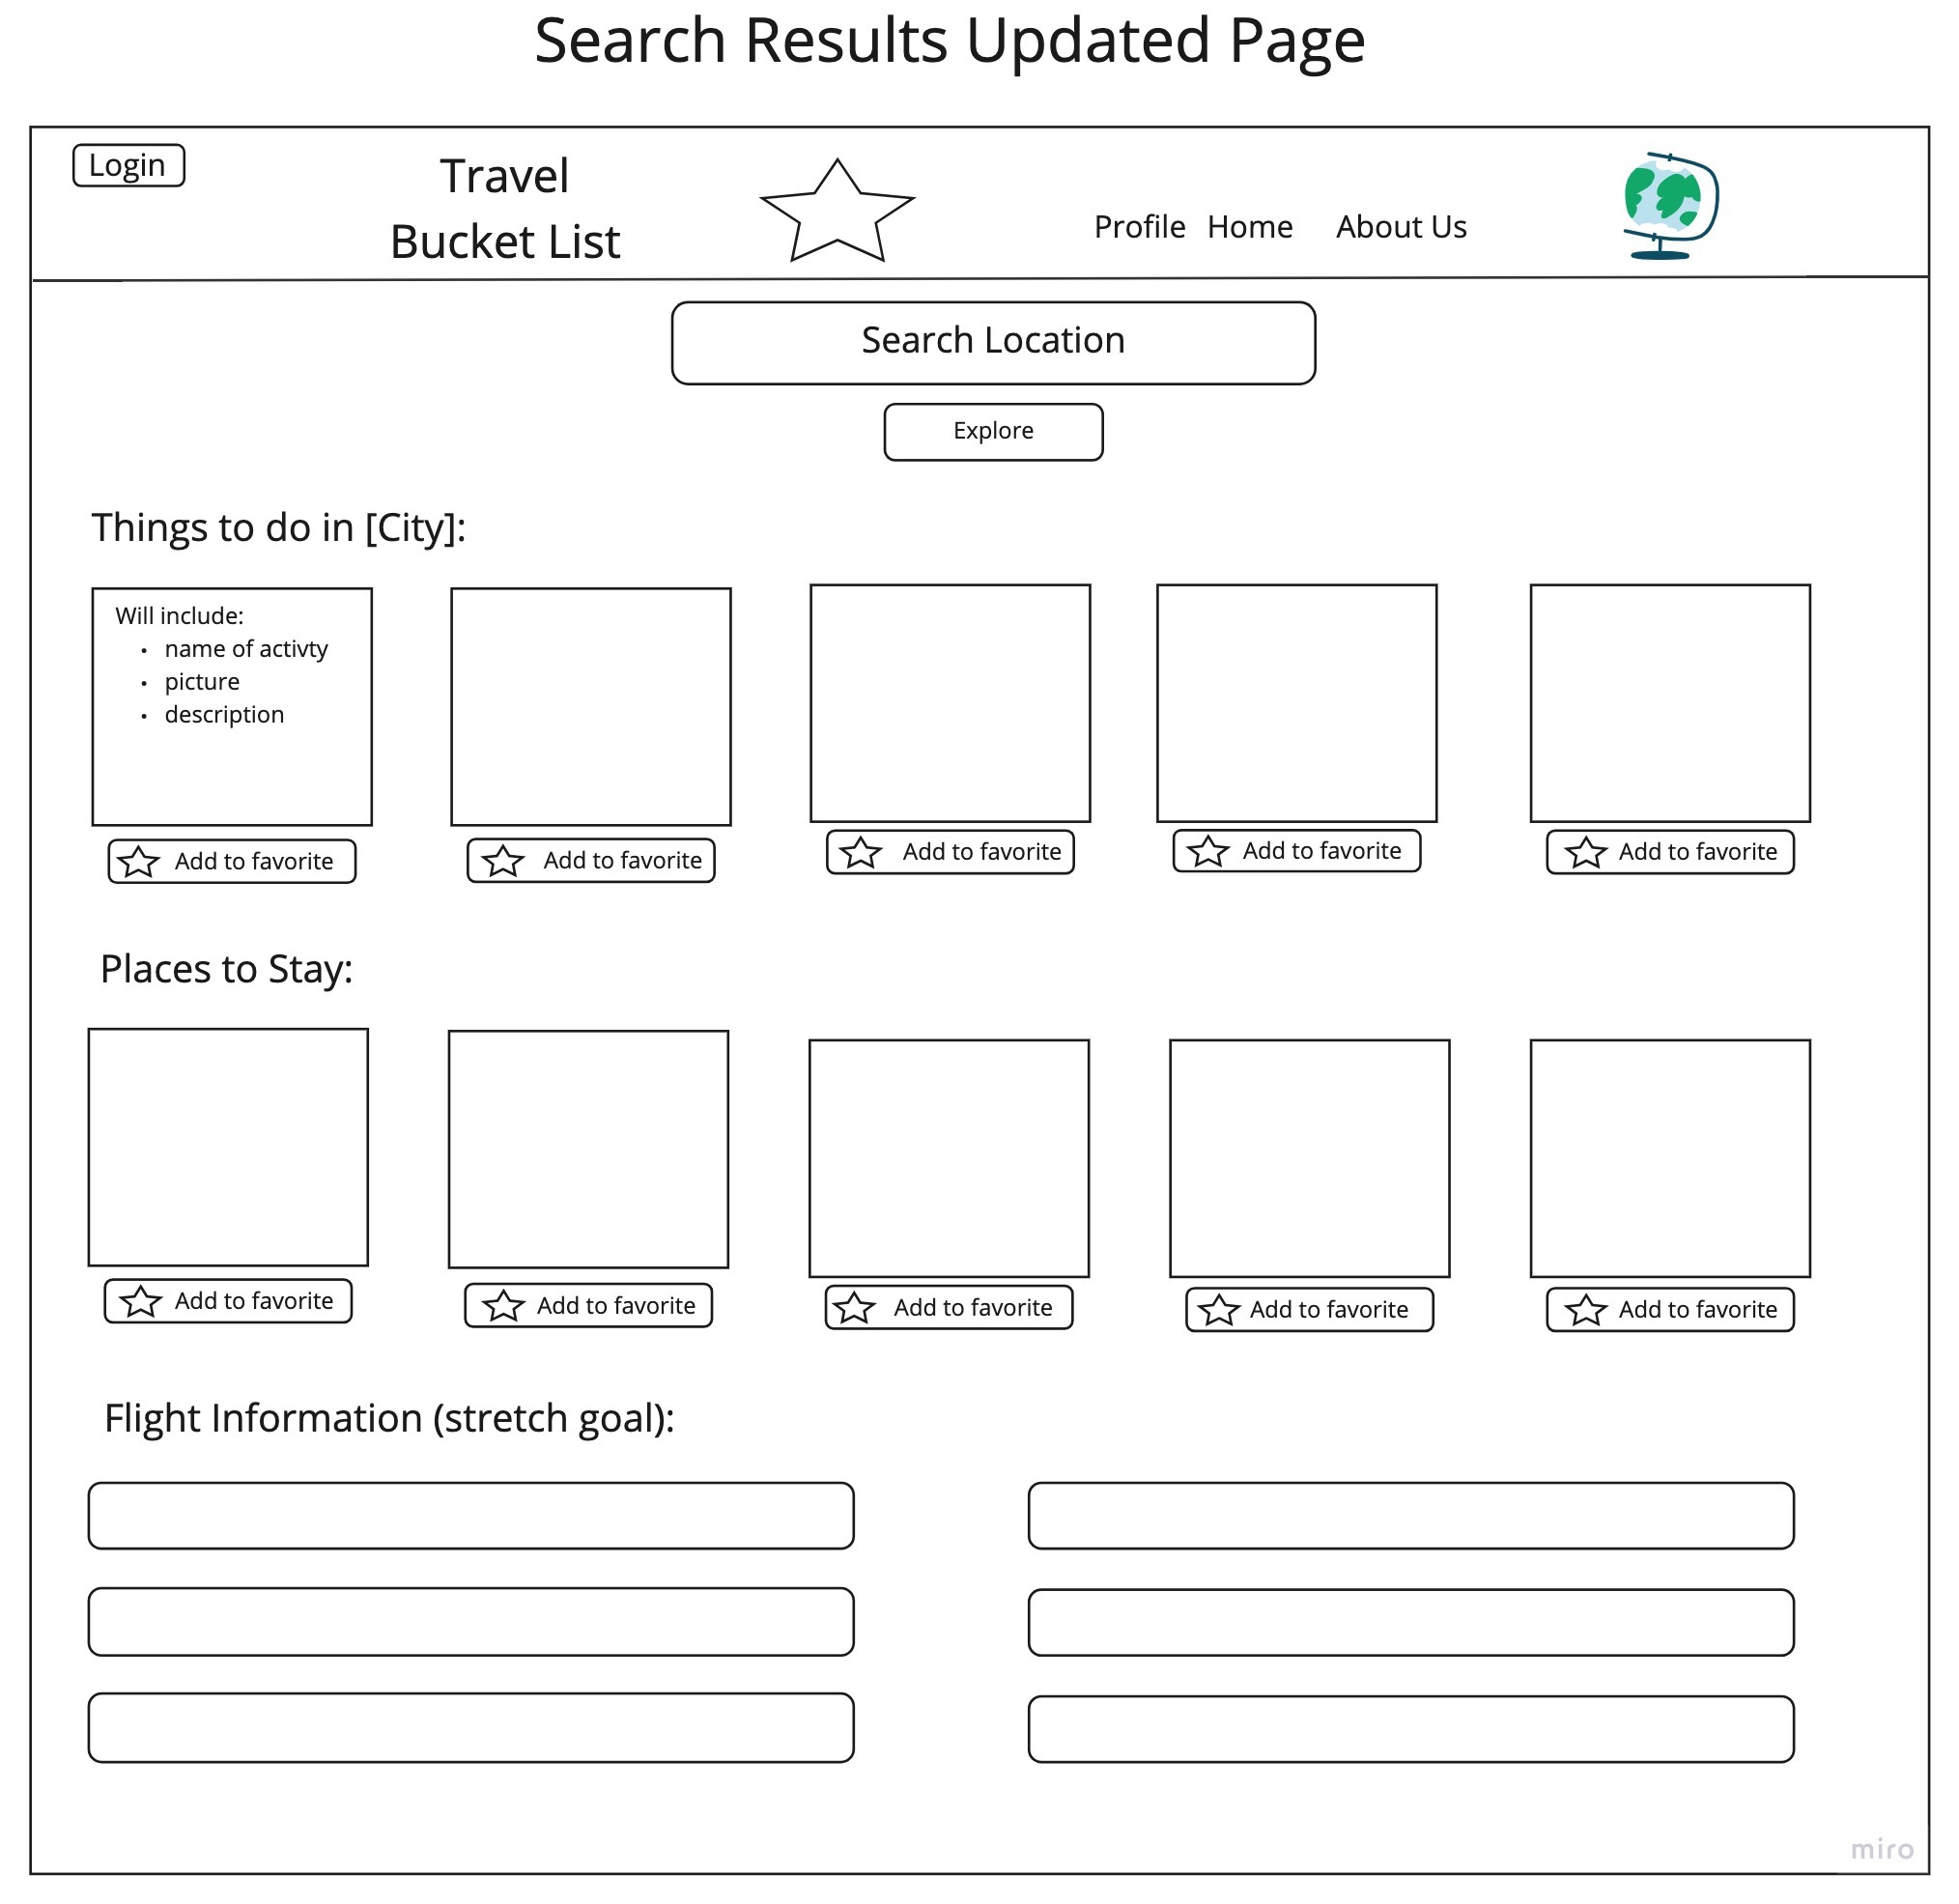 Search Results Updated Page
Login
Travel
Bucket List
Profile Home About Us
Search Location
Explore
Things to do in [City]:
Will include:
• name of activty
• picture
• description
Add to favorite
Add to favorite
Add to favorite
Add to favorite
Add to favorite
Places to Stay:
Add to favorite
Add to favorite
Add to favorite
Add to favorite
Add to favorite
Flight Information (stretch goal):
miro